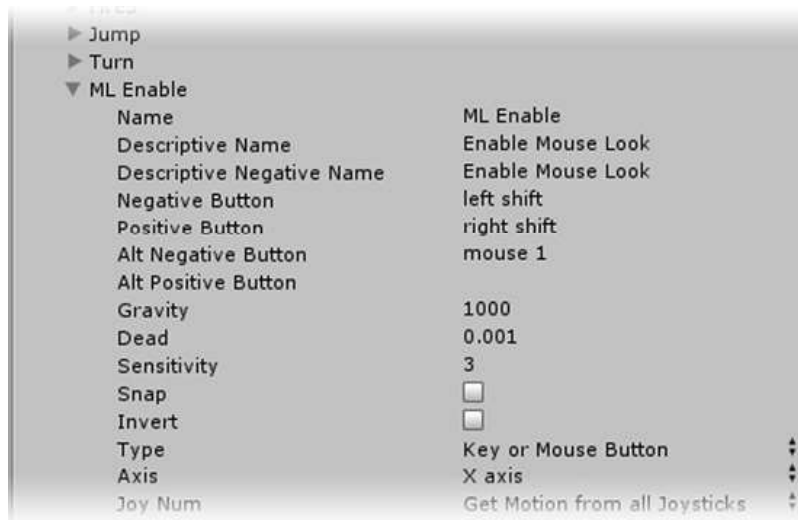 Jump
Turn
ML Enable
Name ML Enable
Descriptive Name Enable Mouse Look
Descriptive Negative Name Enable Mouse Look
Negative Button left shift
Positive Button right shift
Alt Negative Button mouse 1
Alt Positive Button
Gravity 1000
Dead 0.001
Sensitivity 3
Snap
Invert
Type Key or Mouse Button
Axis X axis
Joy Num Get Motion from all Joysticks